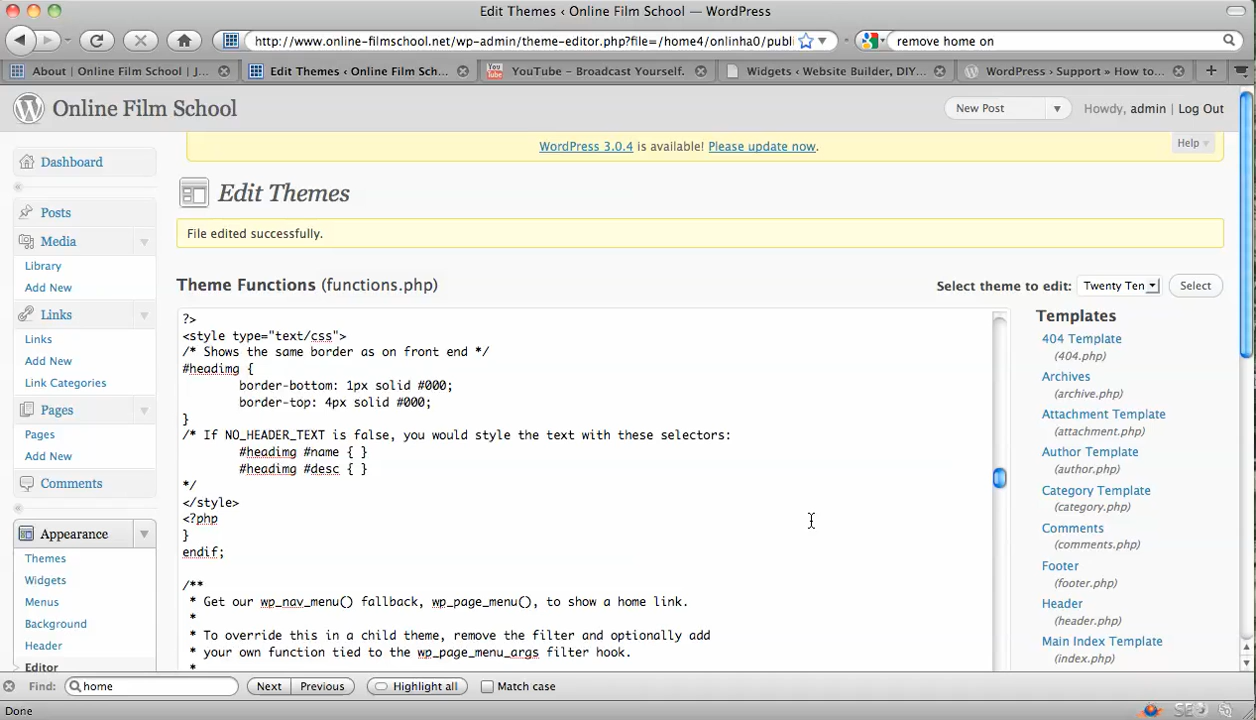 Edit Themes ‹ Online Film School — WordPress
http://www.online-filmschool.net/wp-admin/theme-editor.php?file=/home4/onlinha0/publi
remove home on
About | Online Film School | J...
Edit Themes ‹ Online Film Sch...
YouTube – Broadcast Yourself.
Widgets ‹ Website Builder, DIY...
WordPress › Support » How to...
Online Film School
New Post
Howdy, admin | Log Out
WordPress 3.0.4 is available! Please update now.
Help
Dashboard
Posts
Media
Library
Add New
Links
Links
Add New
Link Categories
Pages
Pages
Add New
Comments
Appearance
Themes
Widgets
Menus
Background
Header
Editor
Edit Themes
File edited successfully.
Theme Functions (functions.php)
Select theme to edit: Twenty Ten Select
?>
<style type="text/css">
/* Shows the same border as on front end */
#headimg {
border-bottom: 1px solid #000;
border-top: 4px solid #000;
}
/* If NO_HEADER_TEXT is false, you would style the text with these selectors:
#headimg #name { }
#headimg #desc { }
*/
</style>
<?php
}
endif;
/**
* Get our wp_nav_menu() fallback, wp_page_menu(), to show a home link.
*
* To override this in a child theme, remove the filter and optionally add
* your own function tied to the wp_page_menu_args filter hook.
*
Templates
404 Template
(404.php)
Archives
(archive.php)
Attachment Template
(attachment.php)
Author Template
(author.php)
Category Template
(category.php)
Comments
(comments.php)
Footer
(footer.php)
Header
(header.php)
Main Index Template
(index.php)
Find: home Next Previous Highlight all Match case
Done